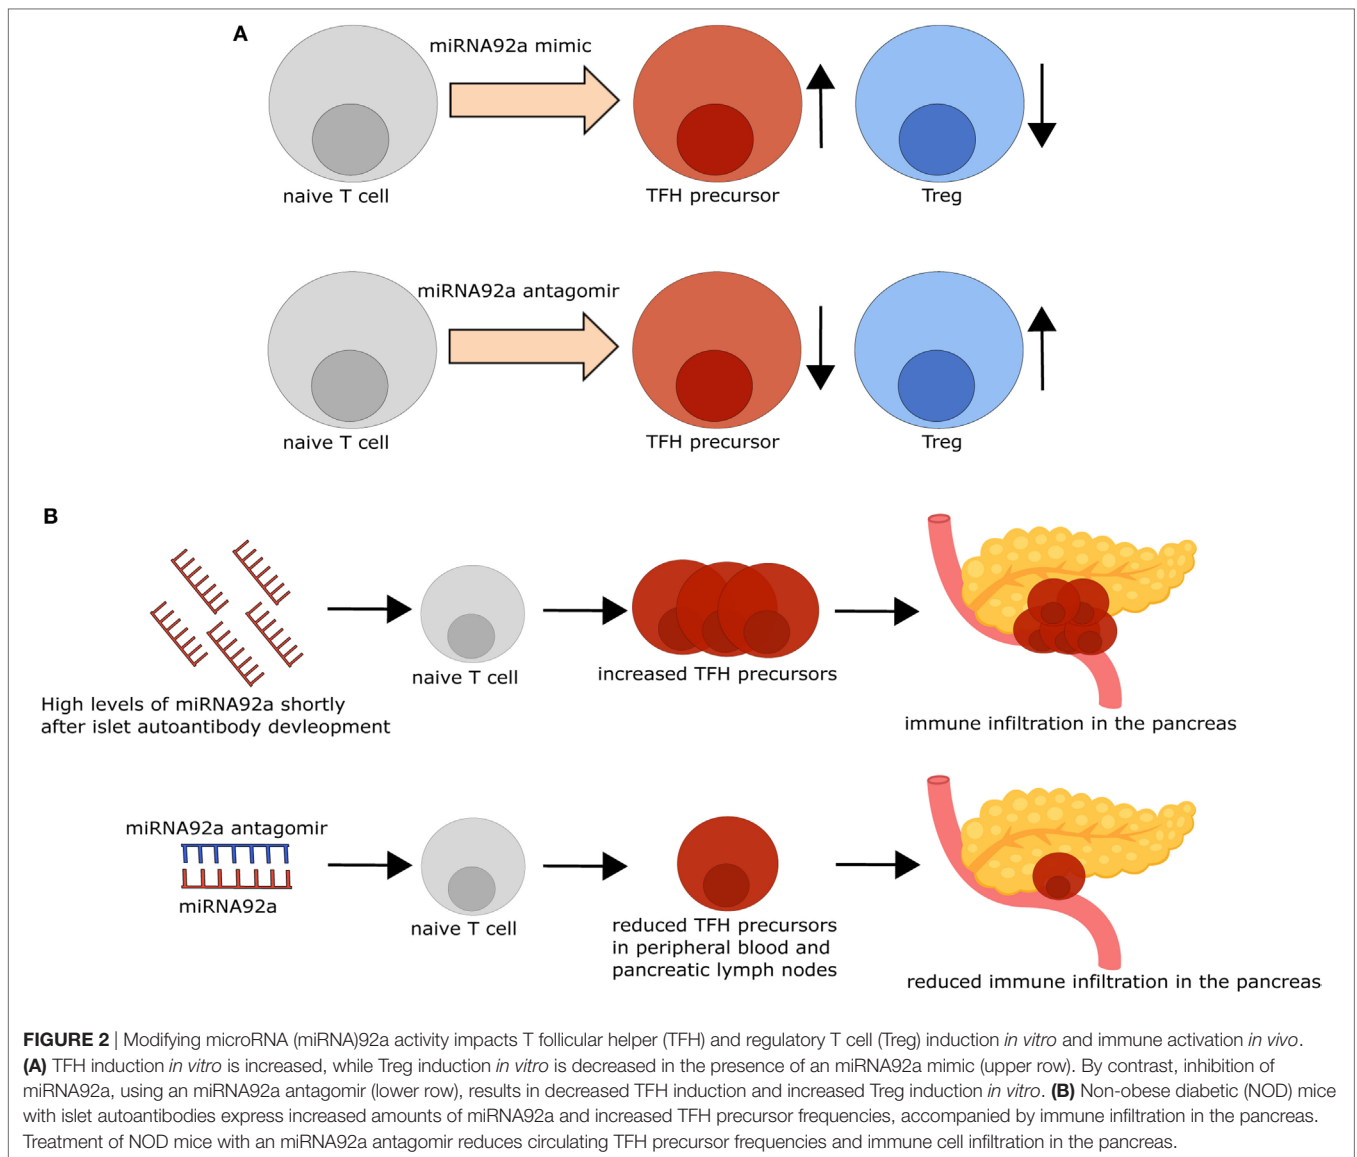 A
miRNA92a mimic
naive T cell
TFH precursor
Treg
miRNA92a antagomir
naive T cell
TFH precursor
Treg
B
High levels of miRNA92a shortly
after islet autoantibody devleopment
naive T cell
increased TFH precursors
immune infiltration in the pancreas
miRNA92a antagomir
miRNA92a
naive T cell
reduced TFH precursors
in peripheral blood and
pancreatic lymph nodes
reduced immune infiltration in the pancreas
FIGURE 2 | Modifying microRNA (miRNA)92a activity impacts T follicular helper (TFH) and regulatory T cell (Treg) induction in vitro and immune activation in vivo.
(A) TFH induction in vitro is increased, while Treg induction in vitro is decreased in the presence of an miRNA92a mimic (upper row). By contrast, inhibition of
miRNA92a, using an miRNA92a antagomir (lower row), results in decreased TFH induction and increased Treg induction in vitro. (B) Non-obese diabetic (NOD) mice
with islet autoantibodies express increased amounts of miRNA92a and increased TFH precursor frequencies, accompanied by immune infiltration in the pancreas.
Treatment of NOD mice with an miRNA92a antagomir reduces circulating TFH precursor frequencies and immune cell infiltration in the pancreas.